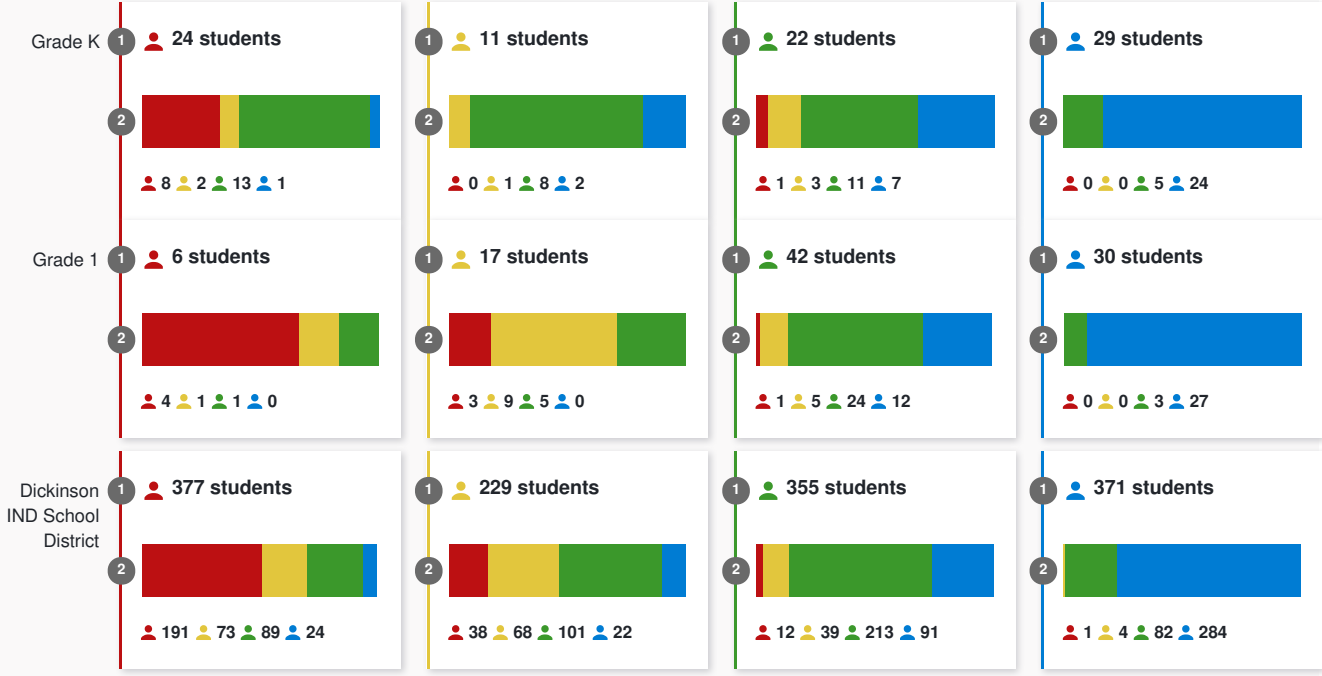 Grade K 1 24 students 1 11 students 1 22 students 1 29 students
2 2 2 2
8 2 13 1 0 1 8 2 1 3 11 7 0 0 5 24
Grade 1 1 6 students 1 17 students 1 42 students 1 30 students
2 2 2 2
4 1 1 0 3 9 5 0 1 5 24 12 0 0 3 27
Dickinson 1 377 students 1 229 students 1 355 students 1 371 students
IND School
District
2 2 2 2
191 73 89 24 38 68 101 22 12 39 213 91 1 4 82 284